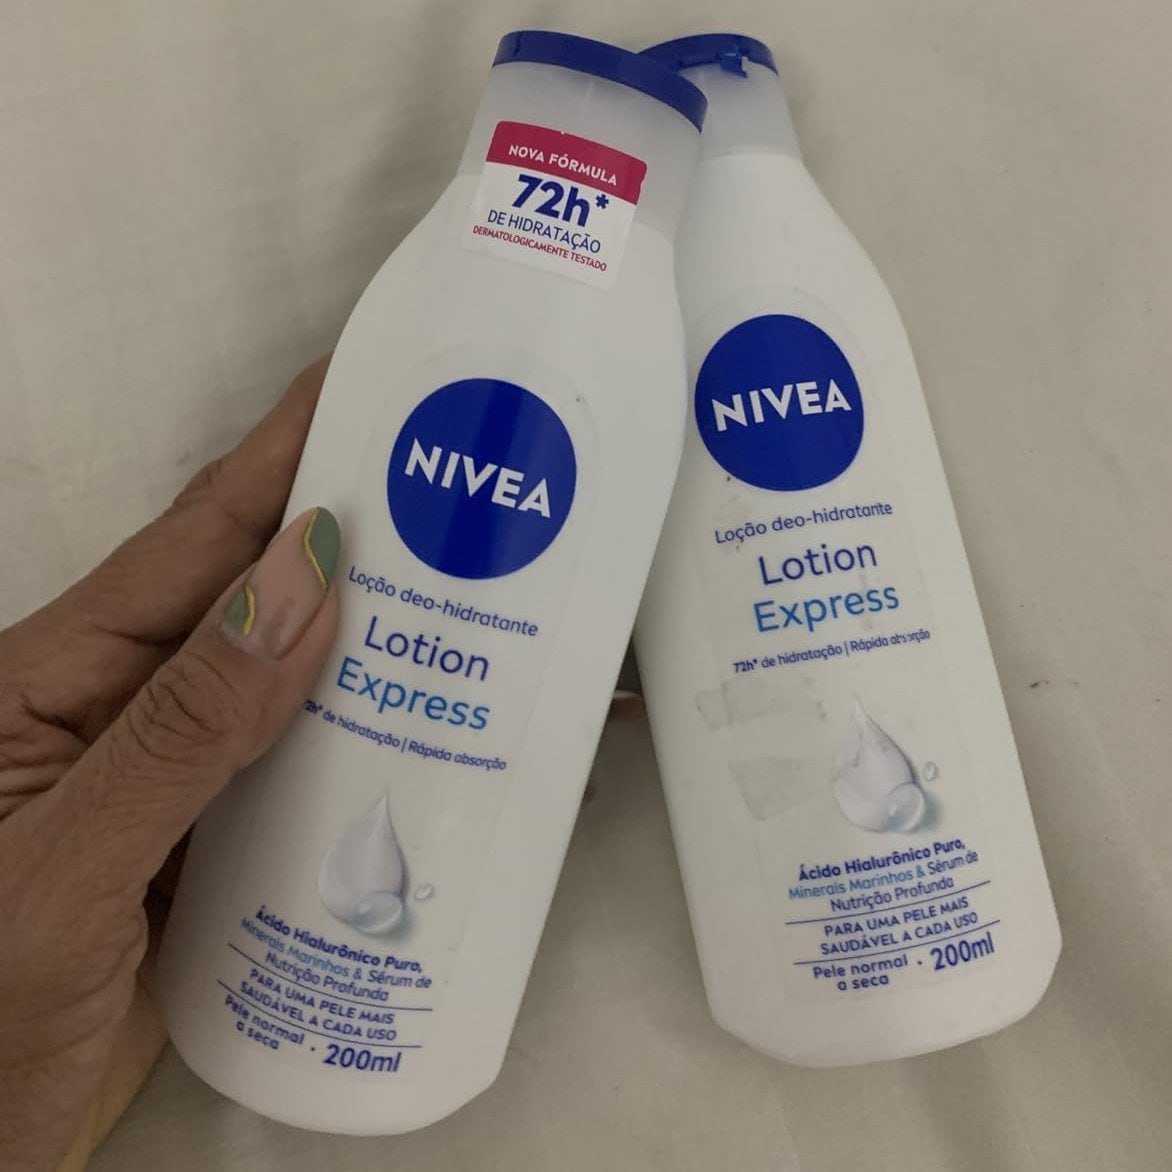 NOVA FÓRMULA
72h*
DE HIDRATAÇÃO
DERMATOLOGICAMENTE TESTADO
NIVEA
Loção deo-hidratante
Lotion
Express
72h* de hidratação | Rápida absorção
Ácido Hialurônico Puro,
Minerais Marinhos & Sérum de
Nutrição Profunda
PARA UMA PELE MAIS
SAUDÁVEL A CADA USO
Pele normal
a seca · 200ml
NIVEA
Loção deo-hidratante
Lotion
Express
72h* de hidratação | Rápida absorção
Ácido Hialurônico Puro,
Minerais Marinhos & Sérum de
Nutrição Profunda
PARA UMA PELE MAIS
SAUDÁVEL A CADA USO
Pele normal
a seca · 200ml